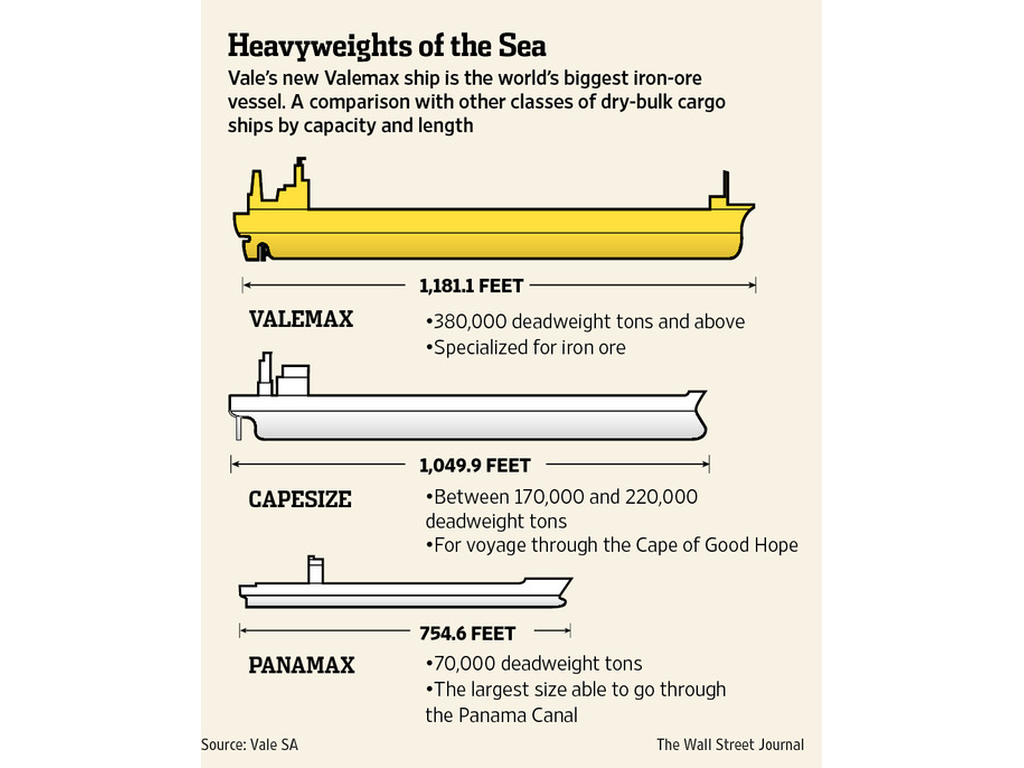 Heavyweights of the Sea
Vale's new Valemax ship is the world's biggest iron-ore
vessel. A comparison with other classes of dry-bulk cargo
ships by capacity and length
1,181.1 FEET
VALEMAX
•380,000 deadweight tons and above
•Specialized for iron ore
1,049.9 FEET
CAPESIZE
•Between 170,000 and 220,000
deadweight tons
•For voyage through the Cape of Good Hope
754.6 FEET
PANAMAX
•70,000 deadweight tons
•The largest size able to go through
the Panama Canal
Source: Vale SA
The Wall Street Journal